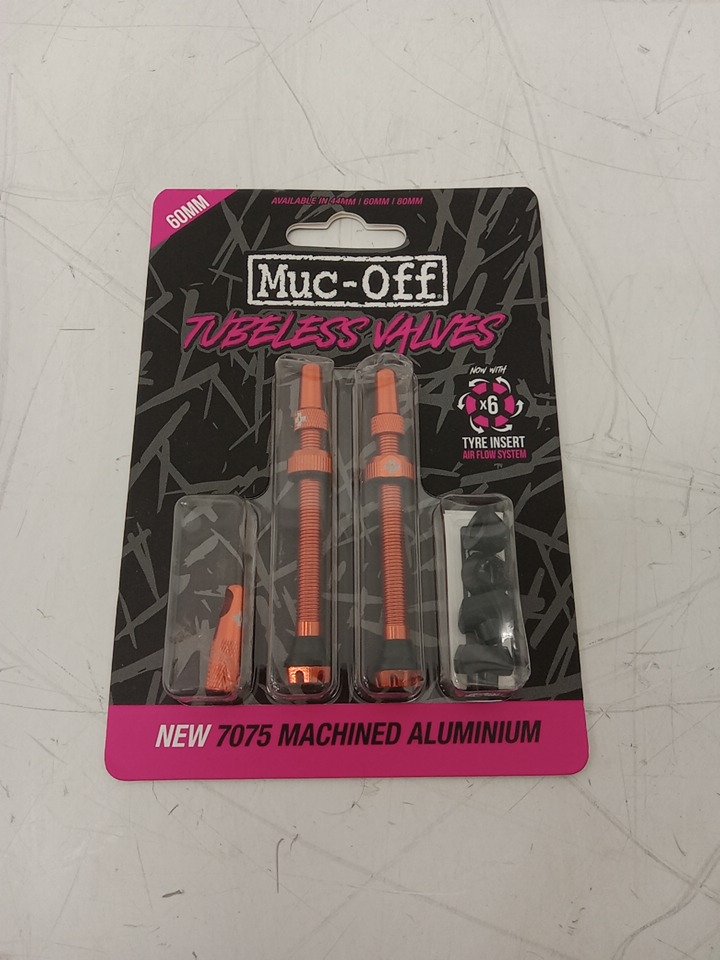 60MM
AVAILABLE IN 44MM | 60MM | 80MM
Muc-Off
TUBELESS VALVES
NOW WITH
x6
TYRE INSERT
AIR FLOW SYSTEM
NEW 7075 MACHINED ALUMINIUM